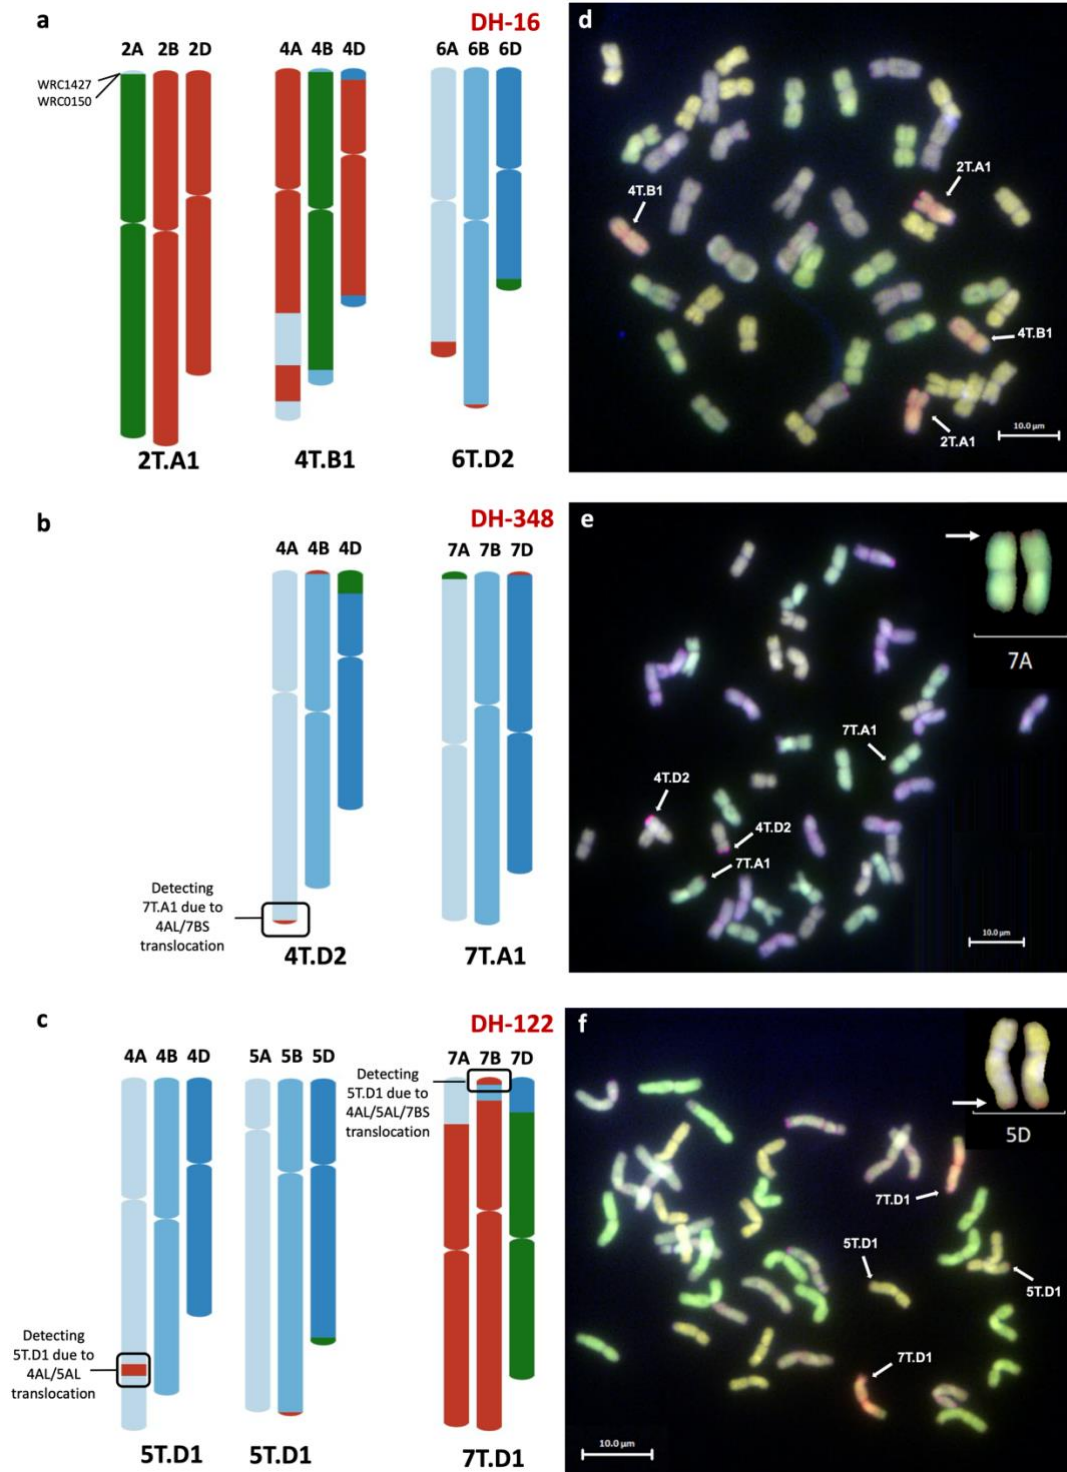 a
DH-16
2A 2B 2D
4A 4B 4D
6A 6B 6D
WRC1427
WRC0150
2T.A1
4T.B1
6T.D2
d
2T.A1
4T.B1
4T.B1
2T.A1
10.0 µm
b
DH-348
4A 4B 4D
7A 7B 7D
Detecting
7T.A1 due to
4AL/7BS
translocation
4T.D2
7T.A1
e
7A
7T.A1
4T.D2
4T.D2
7T.A1
10.0 µm
c
DH-122
4A 4B 4D
5A 5B 5D
7A 7B 7D
Detecting
5T.D1 due to
4AL/5AL/7BS
translocation
Detecting
5T.D1 due to
4AL/5AL
translocation
5T.D1
5T.D1
7T.D1
f
5D
7T.D1
5T.D1
5T.D1
7T.D1
10.0 µm